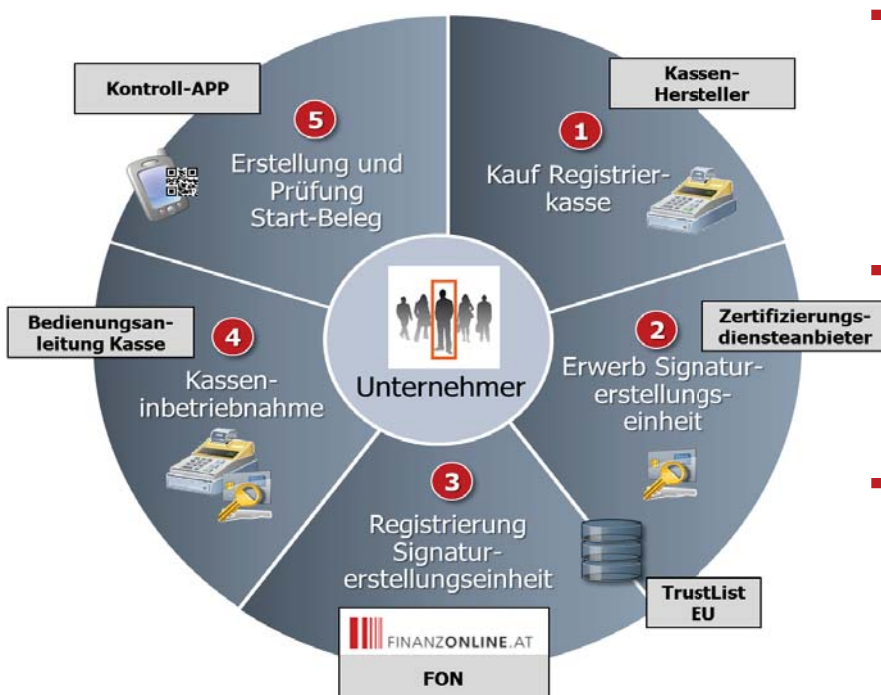 Kassen-
Hersteller
1
Kauf Registrier-
kasse
Zertifizierungs-
diensteanbieter
2
Erwerb Signatur-
erstellungs-
einheit
TrustList
EU
3
Registrierung
Signatur-
erstellungseinheit
FINANZONLINE.AT
FON
Bedienungsan-
leitung Kasse
4
Kassen-
inbetriebnahme
Kontroll-APP
5
Erstellung und
Prüfung
Start-Beleg
Unternehmer